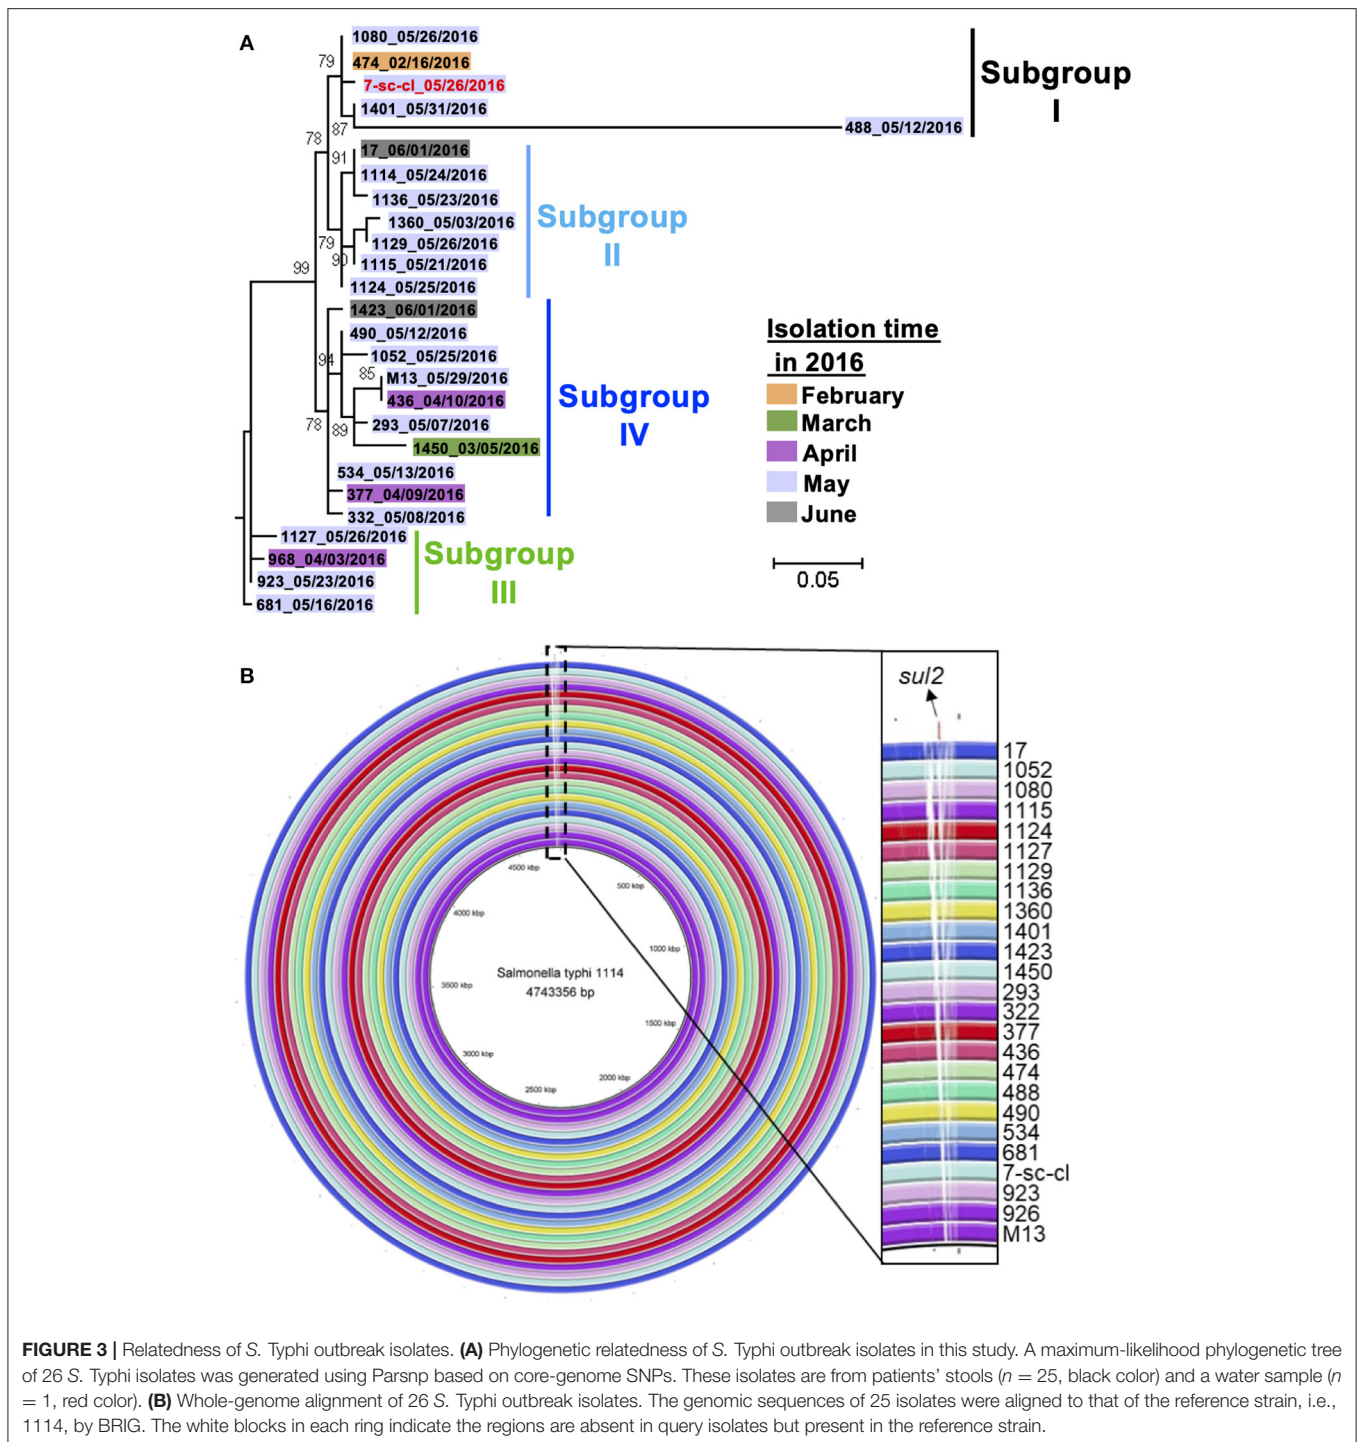 A
1080_05/26/2016
79
474_02/16/2016
7-sc-cl_05/26/2016
1401_05/31/2016
87
488_05/12/2016
Subgroup
I
78
17_06/01/2016
91
1114_05/24/2016
1136_05/23/2016
1360_05/03/2016
79
1129_05/26/2016
90
1115_05/21/2016
1124_05/25/2016
Subgroup
II
99
1423_06/01/2016
490_05/12/2016
94
1052_05/25/2016
85
M13_05/29/2016
436_04/10/2016
78
89
293_05/07/2016
1450_03/05/2016
534_05/13/2016
377_04/09/2016
332_05/08/2016
Subgroup
IV
1127_05/26/2016
968_04/03/2016
923_05/23/2016
681_05/16/2016
Subgroup
III
Isolation time
in 2016
February
March
April
May
June
0.05
B
4500 kbp
500 kbp
4000 kbp
1000 kbp
Salmonella typhi 1114
4743356 bp
3500 kbp
1500 kbp
3000 kbp
2000 kbp
2500 kbp
sul2
17
1052
1080
1115
1124
1127
1129
1136
1360
1401
1423
1450
293
322
377
436
474
488
490
534
681
7-sc-cl
923
926
M13
FIGURE 3 | Relatedness of S. Typhi outbreak isolates. (A) Phylogenetic relatedness of S. Typhi outbreak isolates in this study. A maximum-likelihood phylogenetic tree
of 26 S. Typhi isolates was generated using Parsnp based on core-genome SNPs. These isolates are from patients' stools (n = 25, black color) and a water sample (n
= 1, red color). (B) Whole-genome alignment of 26 S. Typhi outbreak isolates. The genomic sequences of 25 isolates were aligned to that of the reference strain, i.e.,
1114, by BRIG. The white blocks in each ring indicate the regions are absent in query isolates but present in the reference strain.